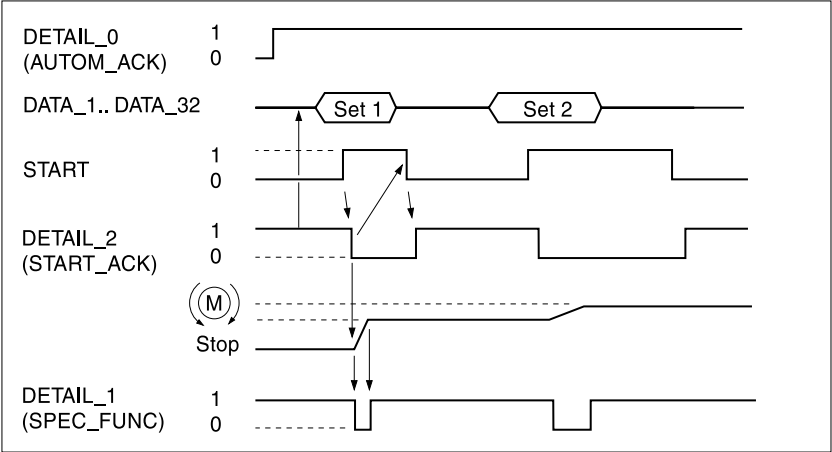 DETAIL_0 1
(AUTOM_ACK) 0
DATA_1.. DATA_32 Set 1 Set 2
START 1
0
DETAIL_2 1
(START_ACK) 0
M
Stop
DETAIL_1 1
(SPEC_FUNC) 0